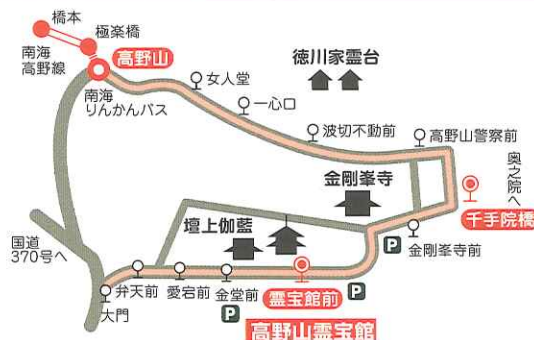 橋本
極楽橋
南海
高野線
高野山
南海
りんかんバス
女人堂
一心口
徳川家霊台
波切不動前
高野山警察前
奥之院へ
金剛峯寺
千手院橋
壇上伽藍
P
金剛峯寺前
国道
370号へ
弁天前
愛宕前
金堂前
霊宝館前
P
大門
P
高野山霊宝館